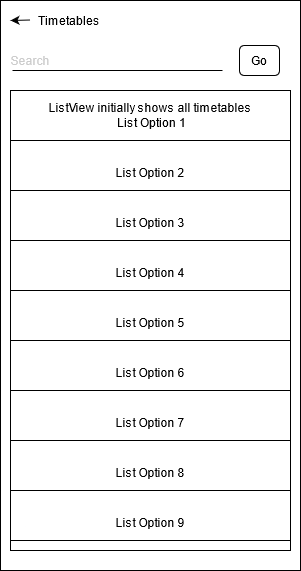 Timetables
Search
Go
ListView initially shows all timetables
List Option 1
List Option 2
List Option 3
List Option 4
List Option 5
List Option 6
List Option 7
List Option 8
List Option 9